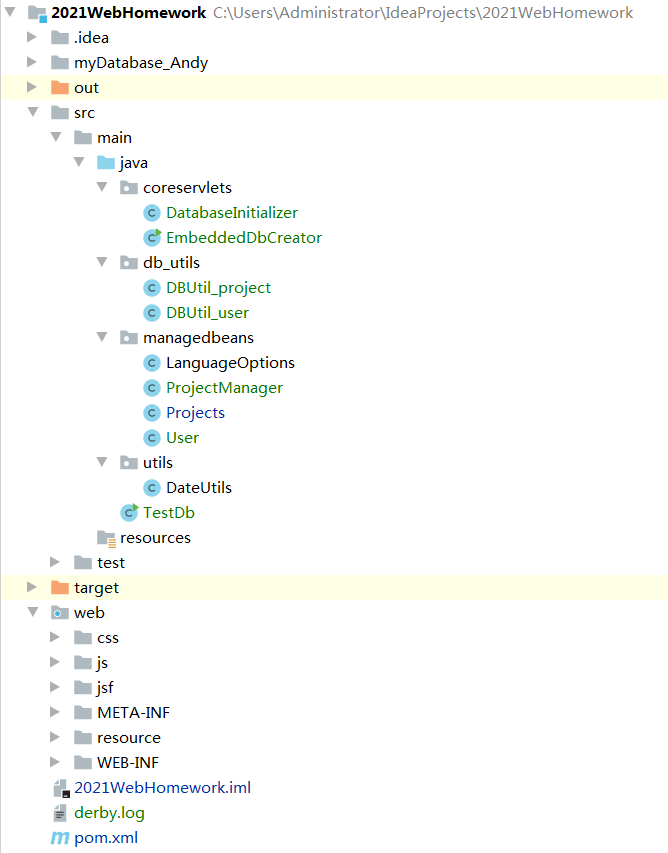 2021WebHomework C:\Users\Administrator\IdeaProjects\2021WebHomework
.idea
myDatabase_Andy
out
src
main
java
coreservlets
DatabaseInitializer
EmbeddedDbCreator
db_utils
DBUtil_project
DBUtil_user
managedbeans
LanguageOptions
ProjectManager
Projects
User
utils
DateUtils
TestDb
resources
test
target
web
css
js
jsf
META-INF
resource
WEB-INF
2021WebHomework.iml
derby.log
pom.xml